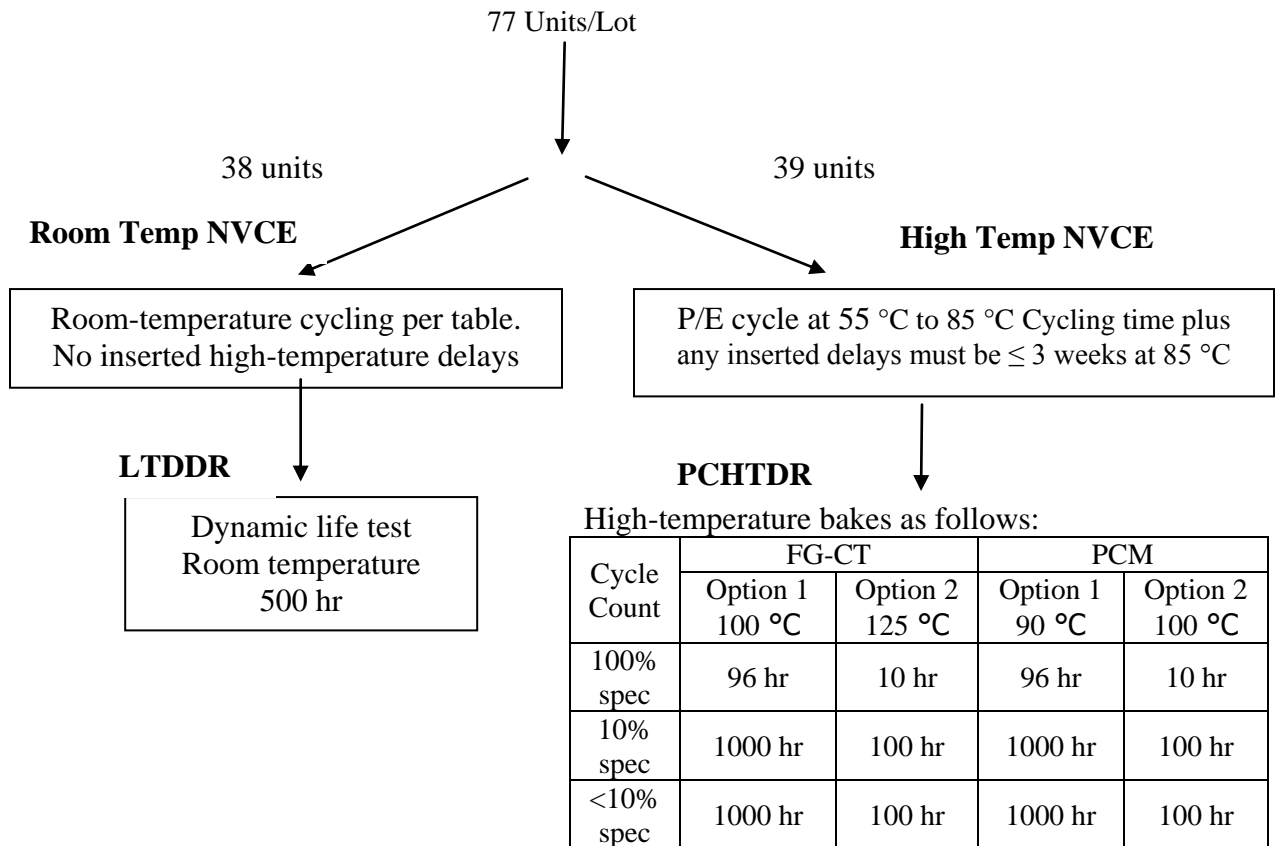 77 Units/Lot
38 units
39 units
Room Temp NVCE
High Temp NVCE
Room-temperature cycling per table.
No inserted high-temperature delays
P/E cycle at 55 °C to 85 °C Cycling time plus
any inserted delays must be ≤ 3 weeks at 85 °C
LTDDR
Dynamic life test
Room temperature
500 hr
PCHTDR
High-temperature bakes as follows:
Cycle Count FG-CT PCM
Option 1 100 °C Option 2 125 °C Option 1 90 °C Option 2 100 °C
100% spec 96 hr 10 hr 96 hr 10 hr
10% spec 1000 hr 100 hr 1000 hr 100 hr
<10% spec 1000 hr 100 hr 1000 hr 100 hr